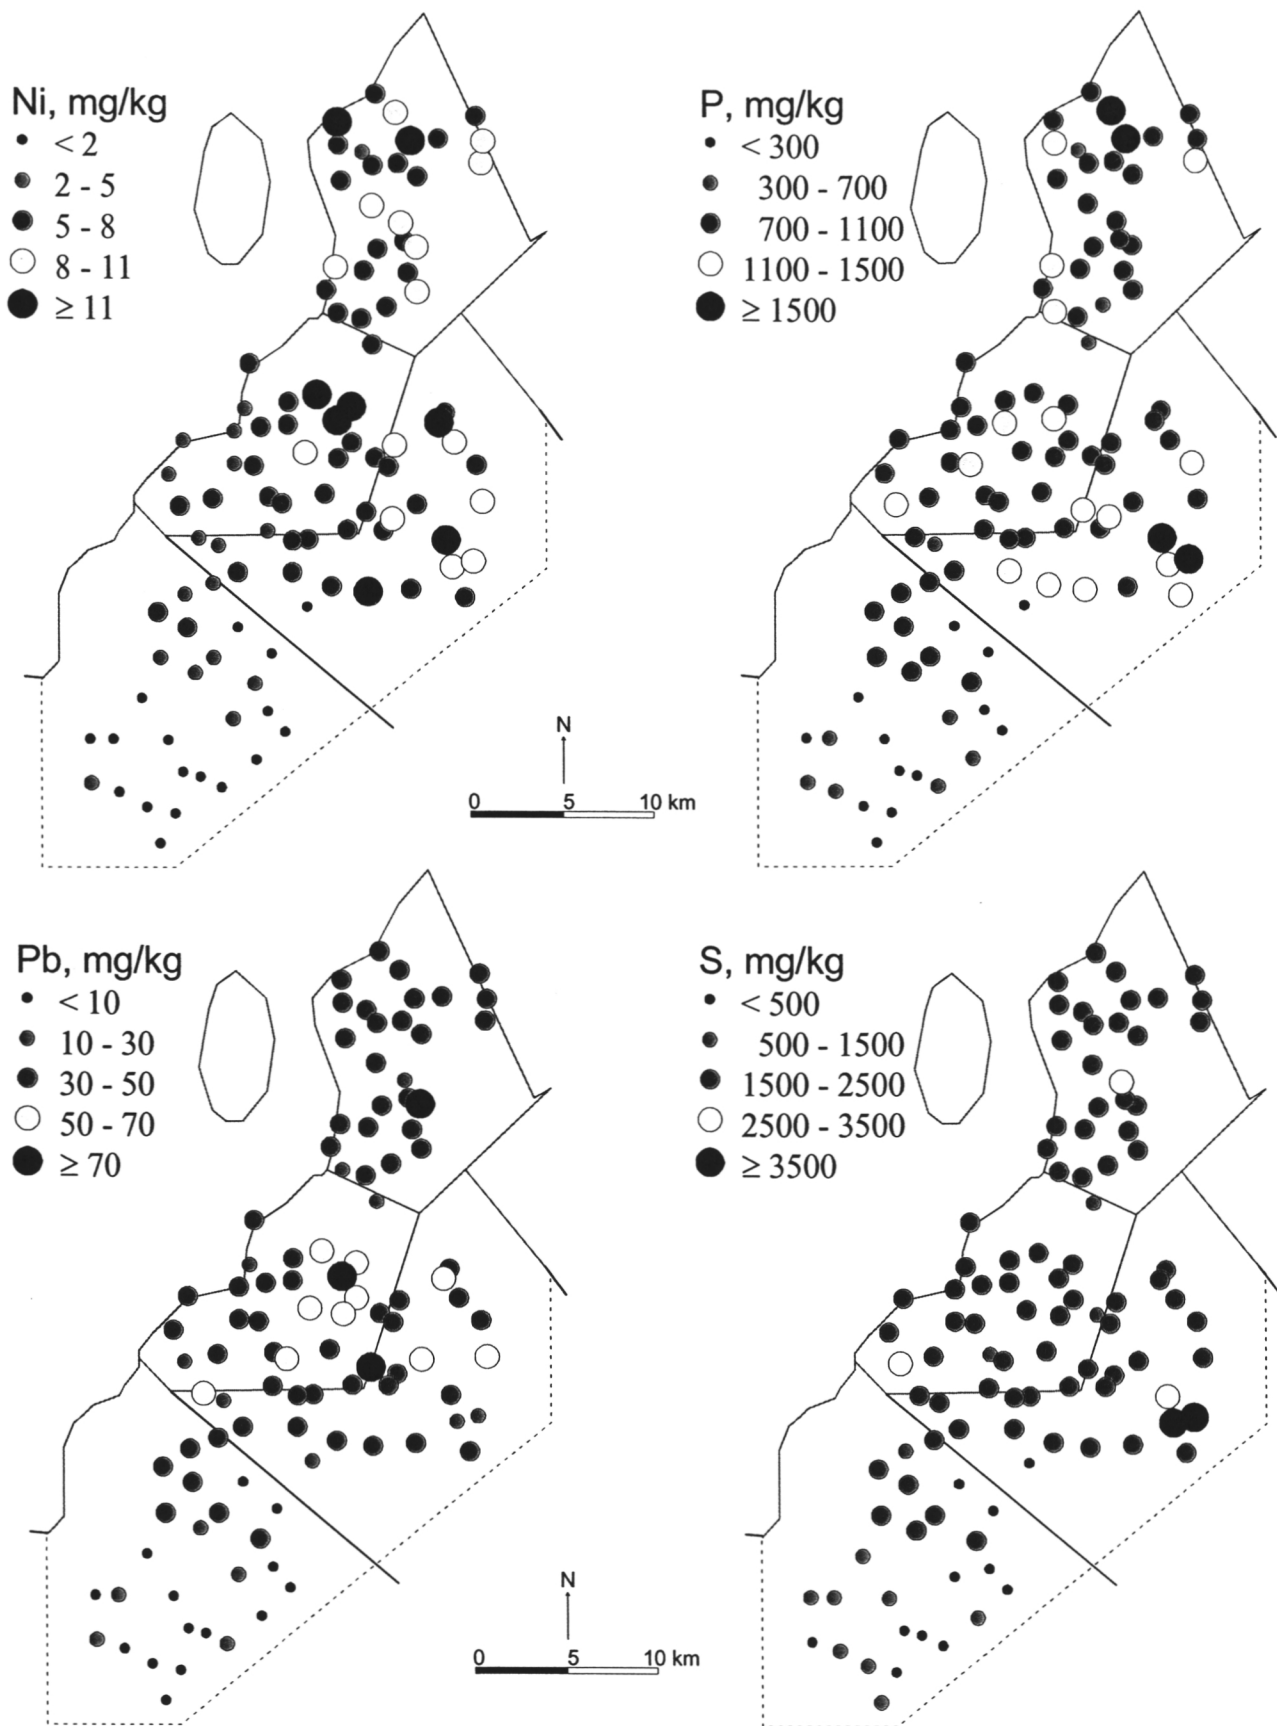 Ni, mg/kg
< 2
2 - 5
5 - 8
8 - 11
≥ 11
P, mg/kg
< 300
300 - 700
700 - 1100
1100 - 1500
≥ 1500
N
0 5 10 km
Pb, mg/kg
< 10
10 - 30
30 - 50
50 - 70
≥ 70
S, mg/kg
< 500
500 - 1500
1500 - 2500
2500 - 3500
≥ 3500
N
0 5 10 km